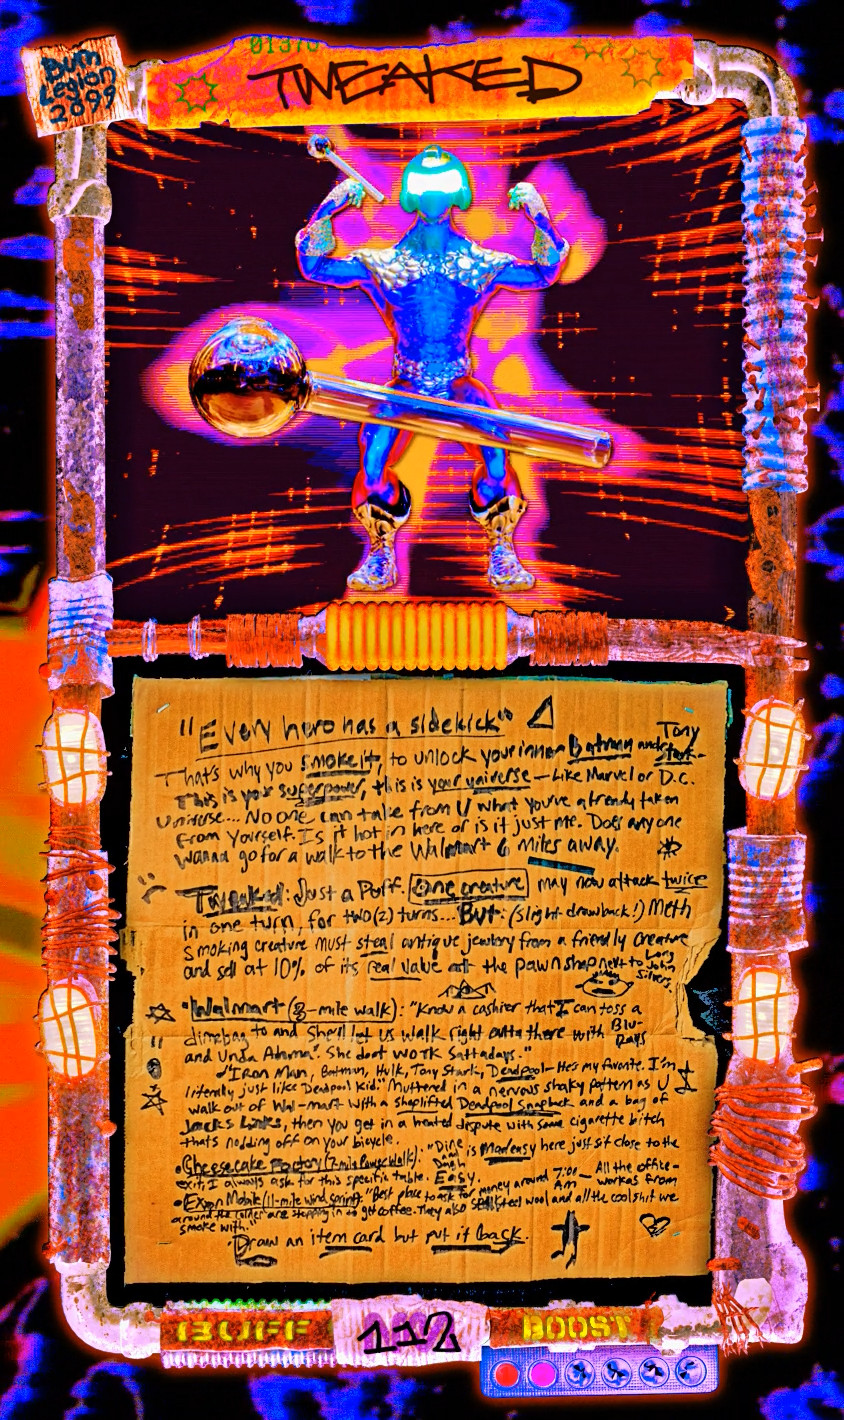 01370
Bum
Legion
2099
TWEAKED
"Every hero has a sidekick"
That's why you smoke it, to unlock your inner Batman and Tony Stark-
This is your superpower, this is your universe - Like Marvel or D.C.
Universe... No one can take from U what you've already taken
From yourself. Is it hot in here or is it just me. Does anyone
wanna go for a walk to the Walmart 6 miles away.
Tweaked: Just a Puff. One creature may now attack twice
in one turn, for two(2) turns... But: (slight drawback!) Meth
Smoking creature must steal antique jewlery from a friendly creature
and sell at 10% of its real value at the pawnshop next to Long John Silvers.
•Walmart (8-mile walk): "Know a cashier that I can toss a
dimebag to and She'll let us walk right outta there with Blu-Rays
and Unda Aroma". She dont work Sattadays."
"Iron Man, Batman, Hulk, Tony Stark, Deadpool- He's my favorite. I'm
literally just like Deadpool kid." Muttered in a nervous shaky pattern as U
walk out of Wal-mart with a shoplifted Deadpool Snapback and a bag of
Jacks Links, then you get in a heated dispute with some cigarette bitch
thats nodding off on your bicycle.
•Cheesecake Factory (7-mile Power Walk): "Dine and Dash is Madeasy here just sit close to the
exit; I always ask for this specific table. Easy.
•Exxon Mobile (11-mile wind spring): "Best place to ask for money around 7:00 AM - All the office-workas from
around the corner are stopping in to get coffee. They also sell steel wool and all the cool shit we
smoke with."
•Draw an item card but put it back.
BUFF
112
BOOST